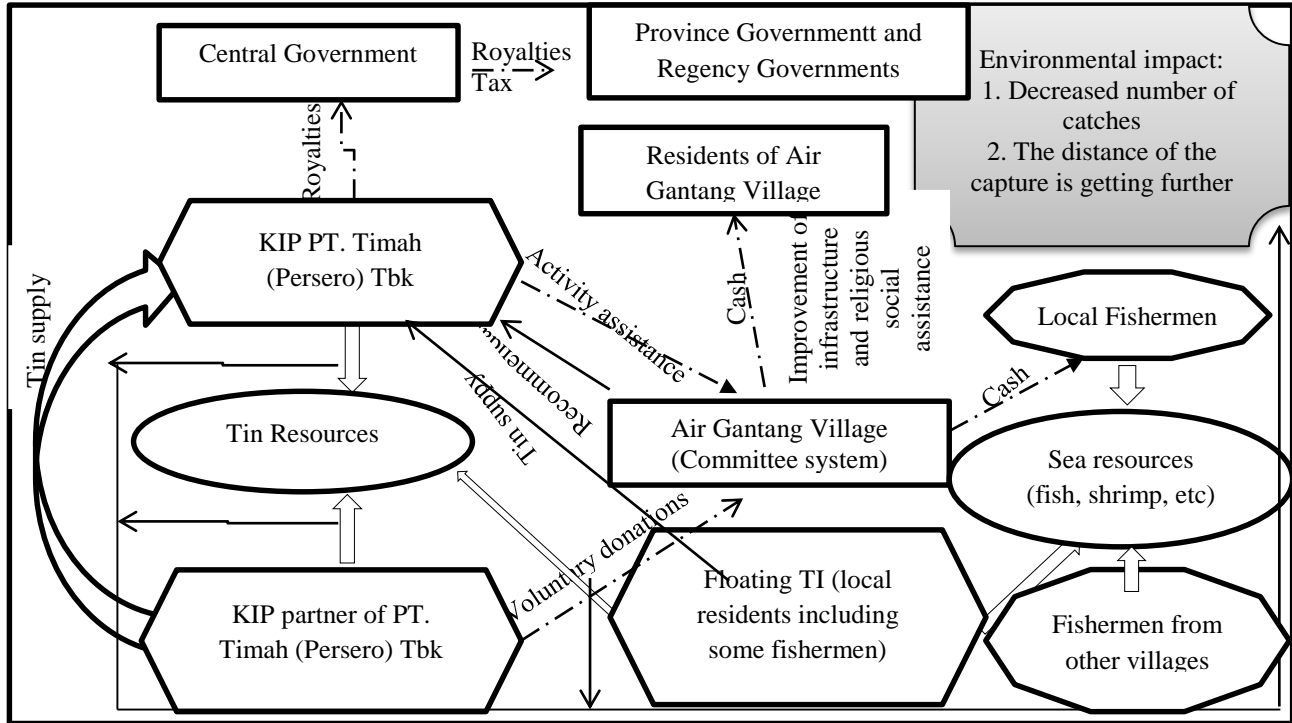 Central Government
Royalties
Tax
Province Governmentt and
Regency Governments
Environmental impact:
1. Decreased number of
catches
2. The distance of the
capture is getting further
Royalties
Residents of Air
Gantang Village
KIP PT. Timah
(Persero) Tbk
Activity assistance
Cash
Improvement of
infrastructure
and religious
social
assistance
Local Fishermen
Tin supply
Tin Resources
Tin supply
Cash
Air Gantang Village
(Committee system)
Sea resources
(fish, shrimp, etc)
Voluntary donations
KIP partner of PT.
Timah (Persero) Tbk
Floating TI (local
residents including
some fishermen)
Fishermen from
other villages